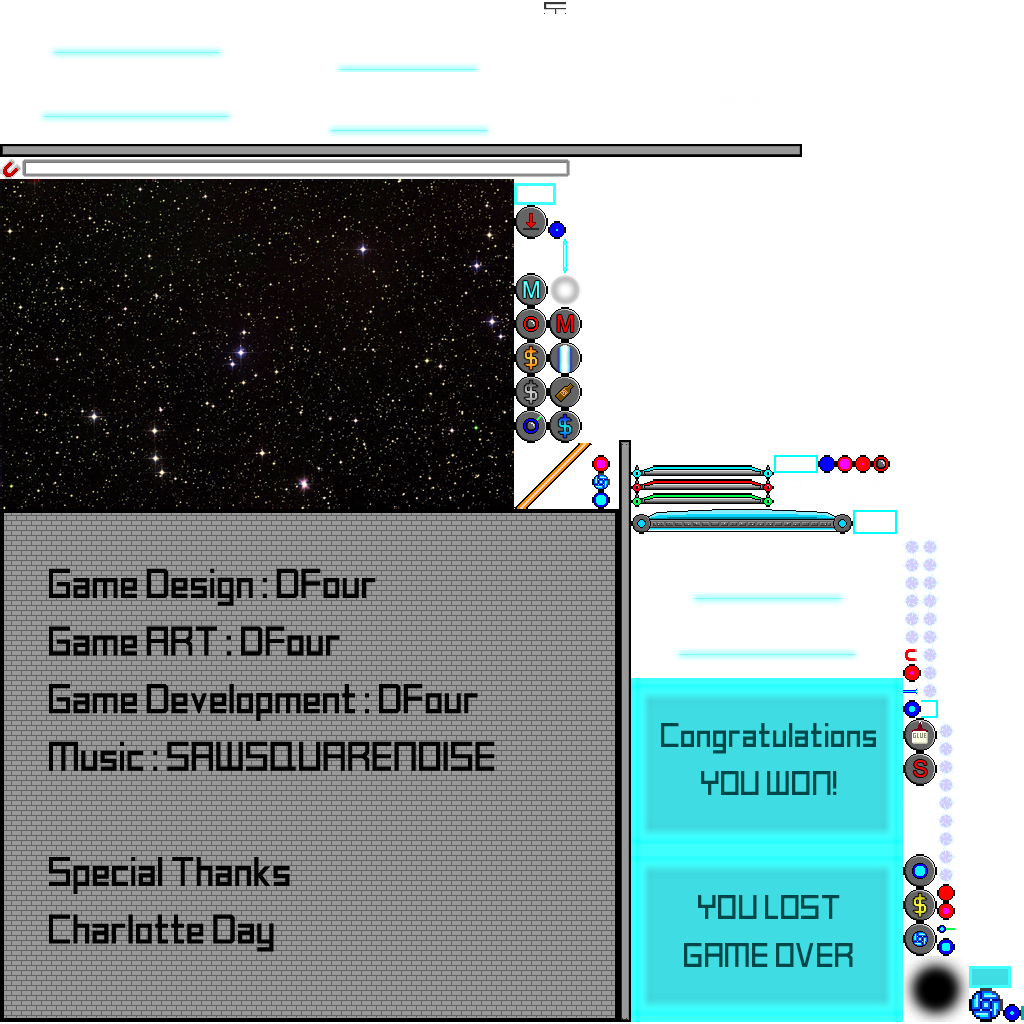 M
M
$
$
$
Game Design : DFour
Game ART : DFour
Game Development : DFour
Music : SAWSQUARENOISE
Special Thanks
Charlotte Day
Congratulations
YOU WON!
YOU LOST
GAME OVER
GLUE
S
$